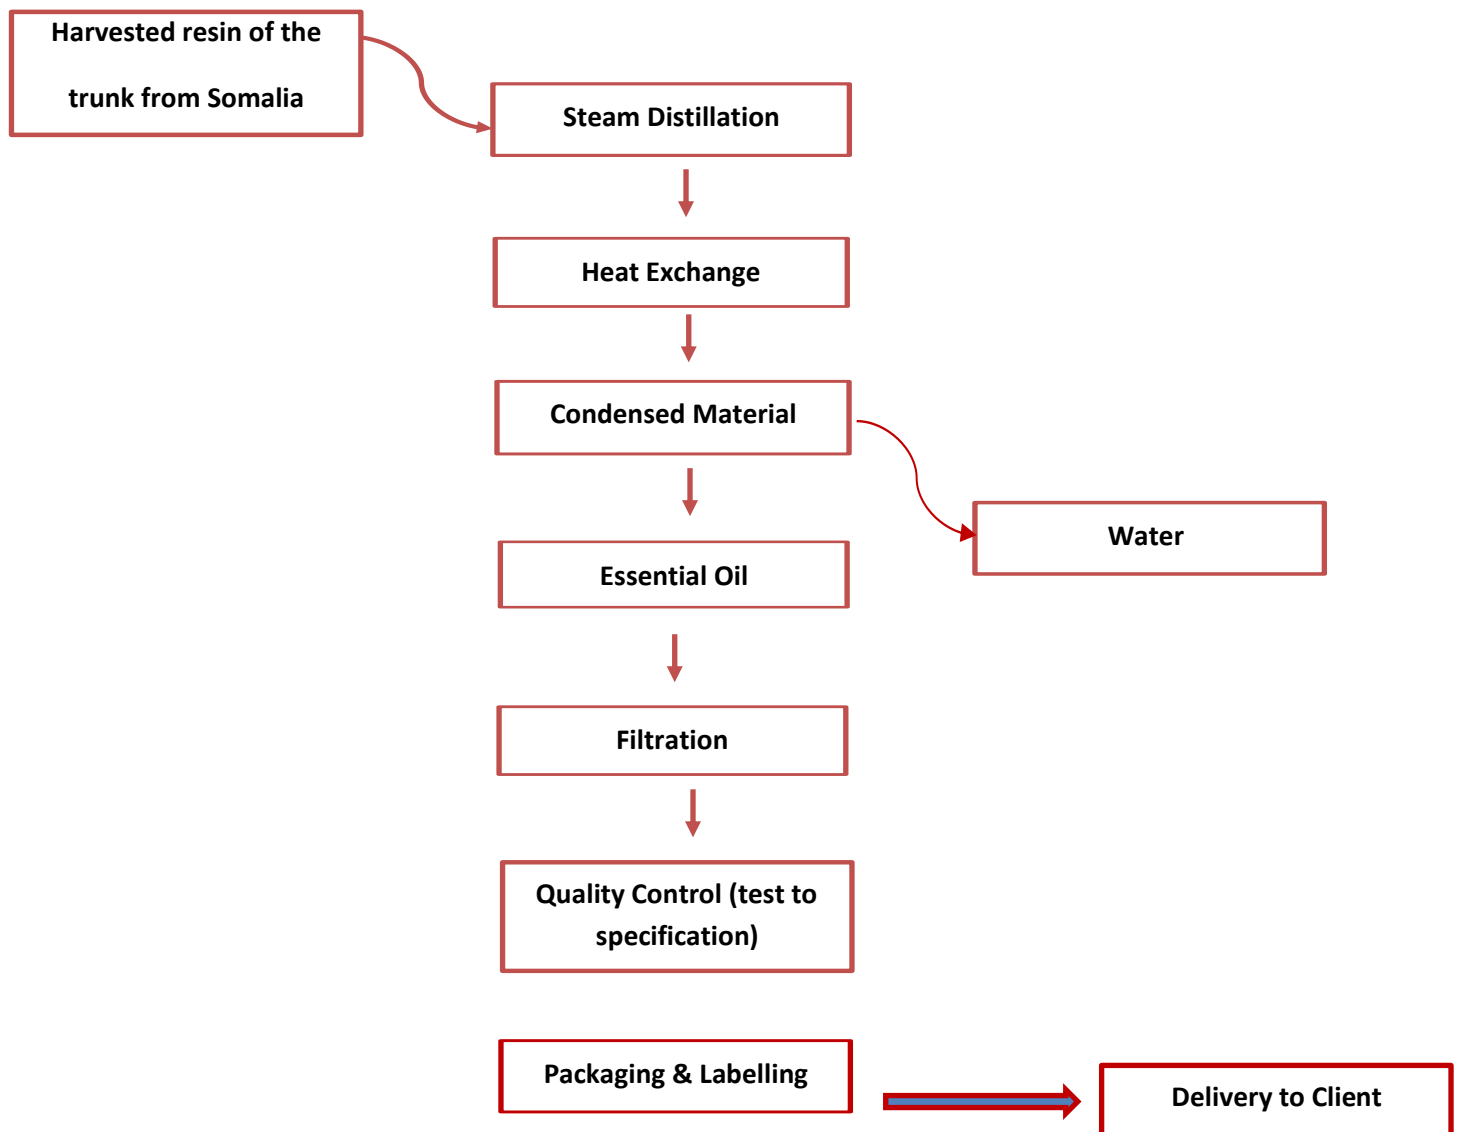 Harvested resin of the
trunk from Somalia
Steam Distillation
Heat Exchange
Condensed Material
Water
Essential Oil
Filtration
Quality Control (test to
specification)
Packaging & Labelling
Delivery to Client